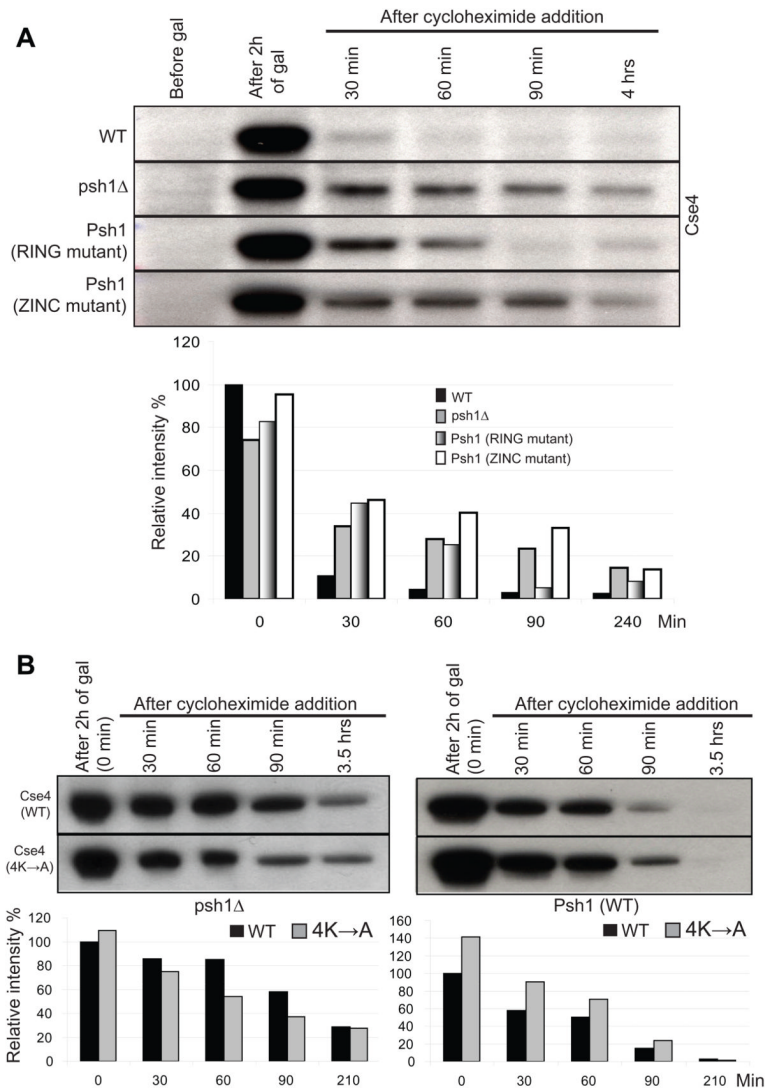 A
After cycloheximide addition
Before gal
After 2h
of gal
30 min
60 min
90 min
4 hrs
WT
psh1Δ
Psh1
(RING mutant)
Psh1
(ZINC mutant)
Cse4
Relative intensity %
120
100
80
60
40
20
0
WT
psh1Δ
Psh1 (RING mutant)
Psh1 (ZINC mutant)
0 30 60 90 240 Min
B
After 2h of gal
(0 min)
After cycloheximide addition
30 min
60 min
90 min
3.5 hrs
Cse4
(WT)
Cse4
(4K→A)
psh1Δ
Relative intensity %
120
100
80
60
40
20
0
WT 4K→A
0 30 60 90 210
After 2h of gal
(0 min)
After cycloheximide addition
30 min
60 min
90 min
3.5 hrs
Psh1 (WT)
160
140
120
100
80
60
40
20
0
WT 4K→A
0 30 60 90 210 Min